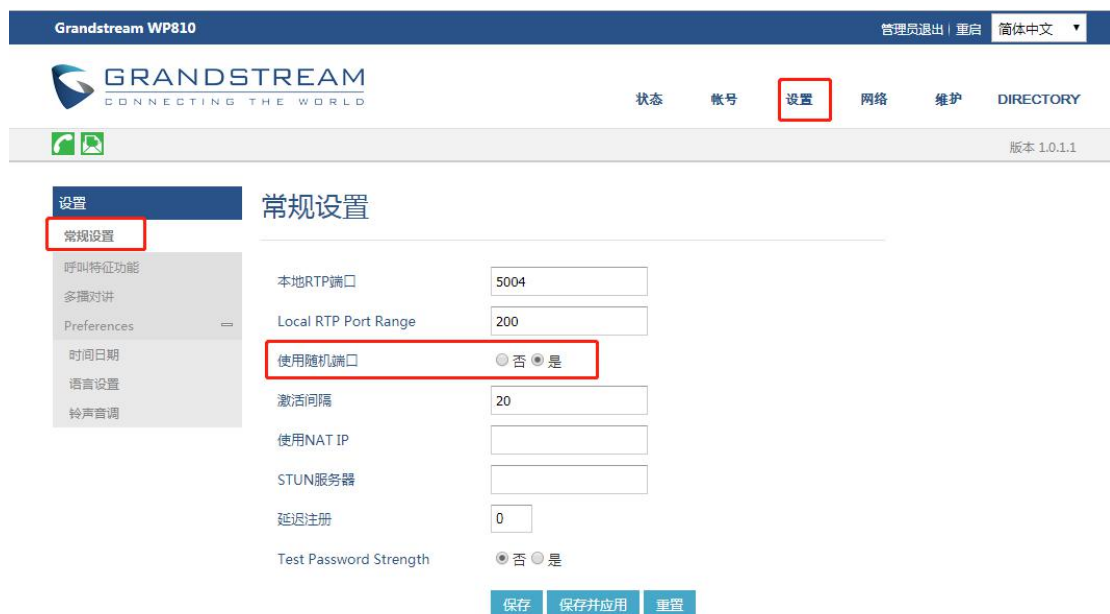 Grandstream WP810
管理员退出 | 重启 简体中文
GRANDSTREAM
CONNECTING THE WORLD
状态 帐号 设置 网络 维护 DIRECTORY
版本 1.0.1.1
设置
常规设置
呼叫特征功能
多播对讲
Preferences
时间日期
语言设置
铃声音调
常规设置
本地RTP端口 5004
Local RTP Port Range 200
使用随机端口 否 是
激活间隔 20
使用NAT IP
STUN服务器
延迟注册 0
Test Password Strength 否 是
保存 保存并应用 重置